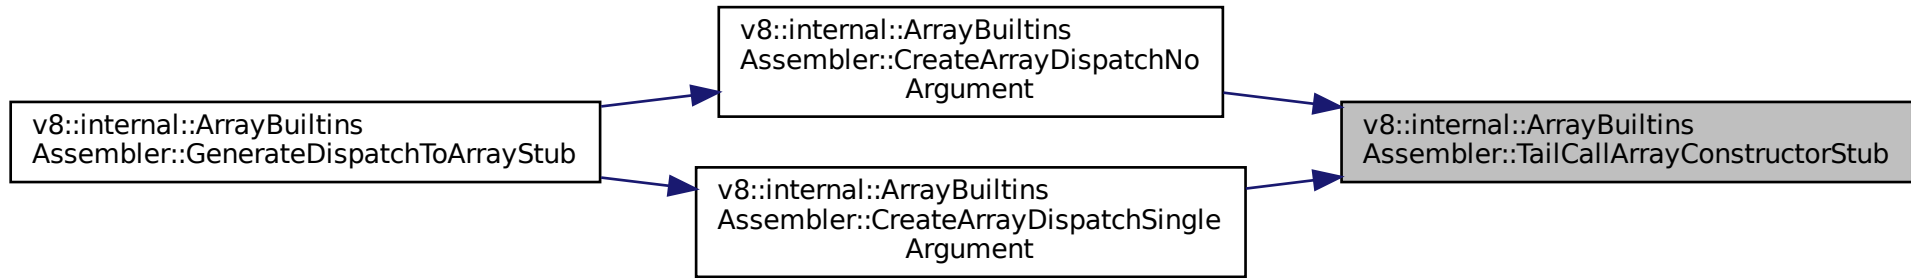 v8::internal::ArrayBuiltins
Assembler::GenerateDispatchToArrayStub
v8::internal::ArrayBuiltins
Assembler::CreateArrayDispatchNo
Argument
v8::internal::ArrayBuiltins
Assembler::CreateArrayDispatchSingle
Argument
v8::internal::ArrayBuiltins
Assembler::TailCallArrayConstructorStub